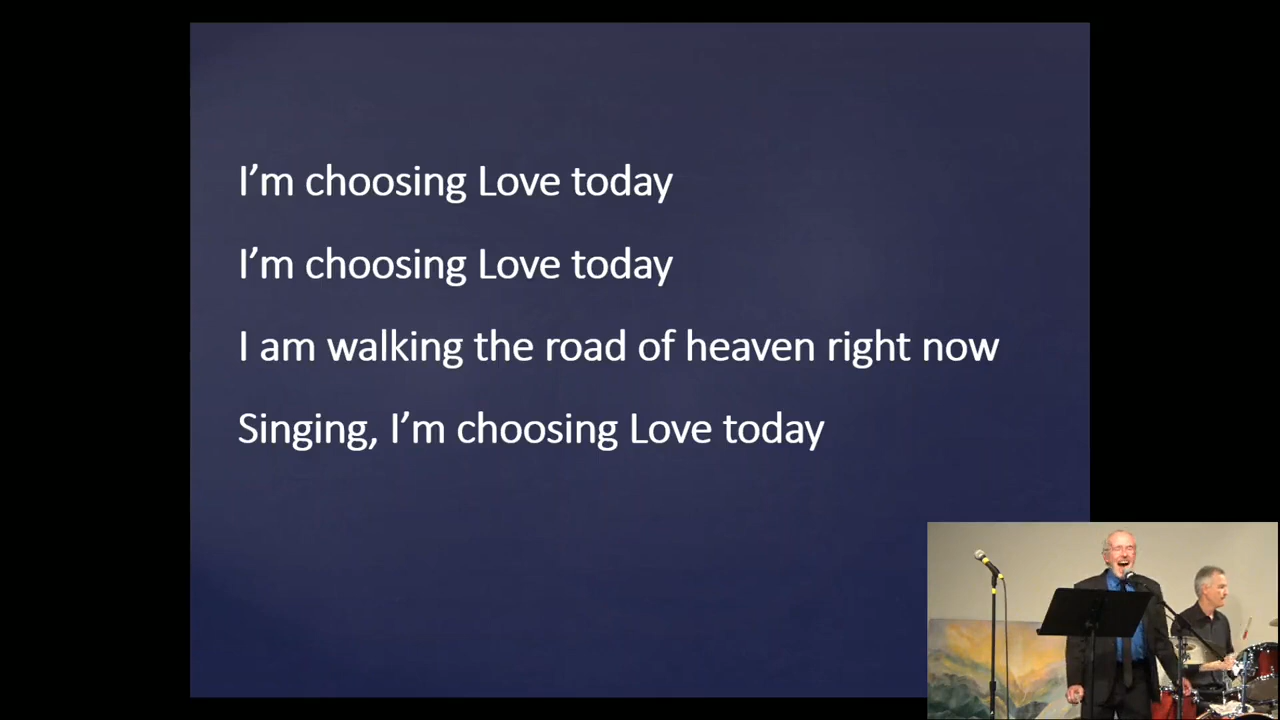 I’m choosing Love today
I’m choosing Love today
I am walking the road of heaven right now
Singing, I’m choosing Love today